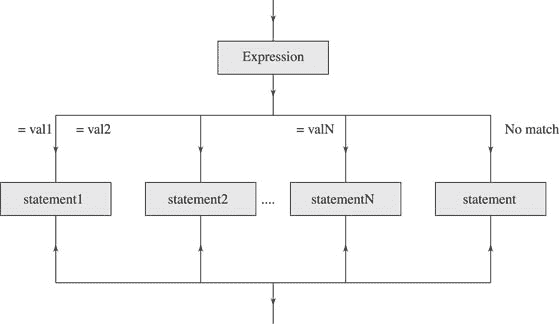 Expression
= val1
= val2
= valN
No match
statement1
statement2
....
statementN
statement